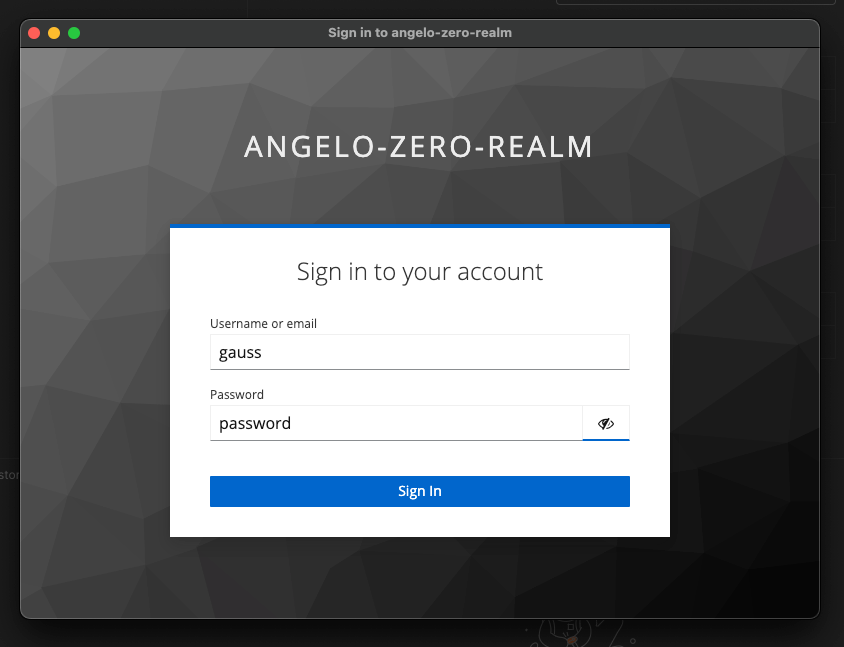 Sign in to angelo-zero-realm
ANGELO-ZERO-REALM
Sign in to your account
Username or email
gauss
Password
password
Sign In